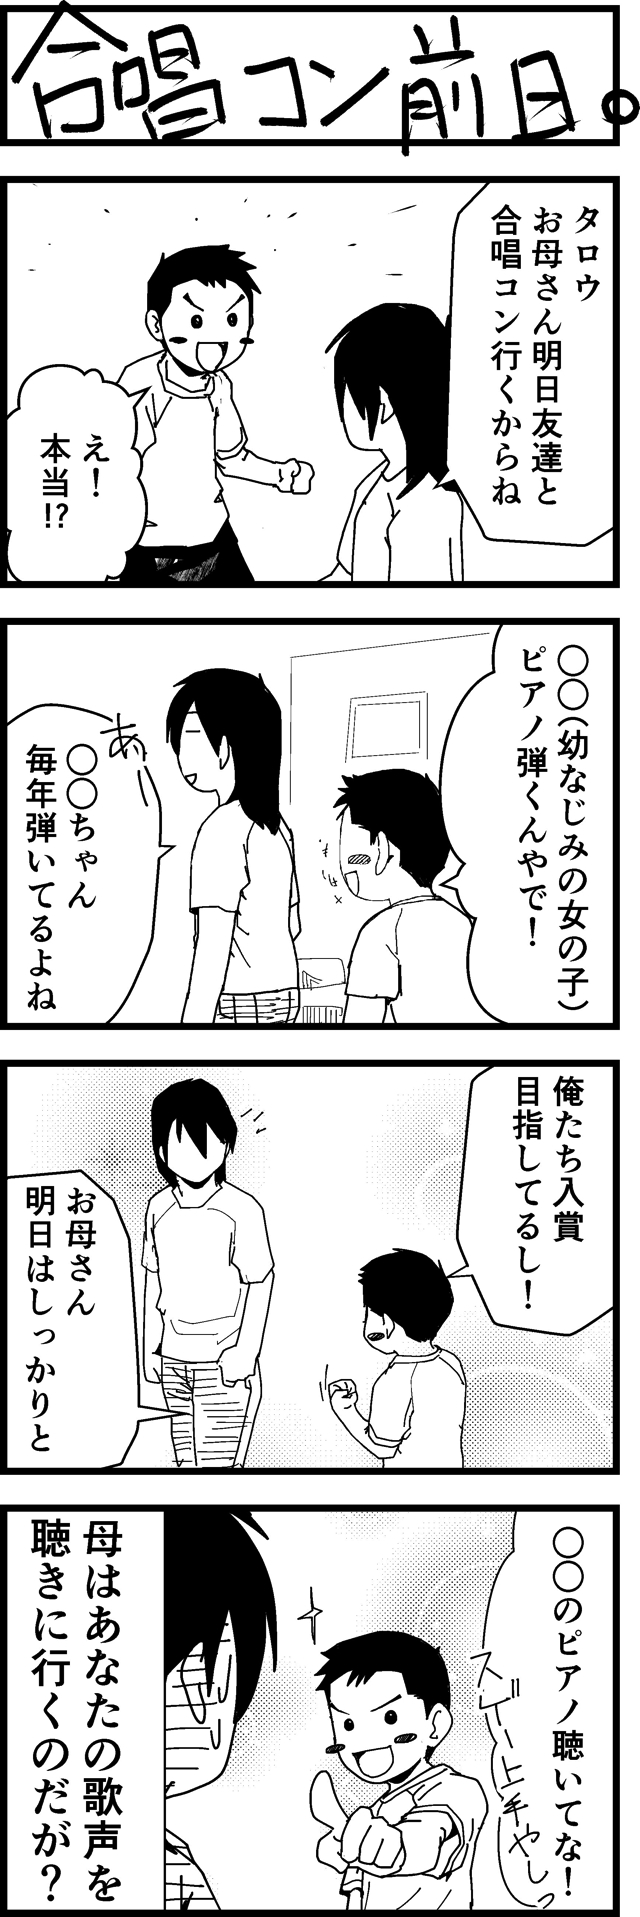 合唱コン前日。
タロウ
お母さん明日友達と
合唱コン行くからね
え！
本当!?
〇〇(幼なじみの女の子)
ピアノ弾くんやで！
あー
〇〇ちゃん
毎年弾いてるよね
俺たち入賞
目指してるし！
お母さん
明日はしっかりと
〇〇のピアノ聴いてな！
スゲー上手やしっ
母はあなたの歌声を
聴きに行くのだが？